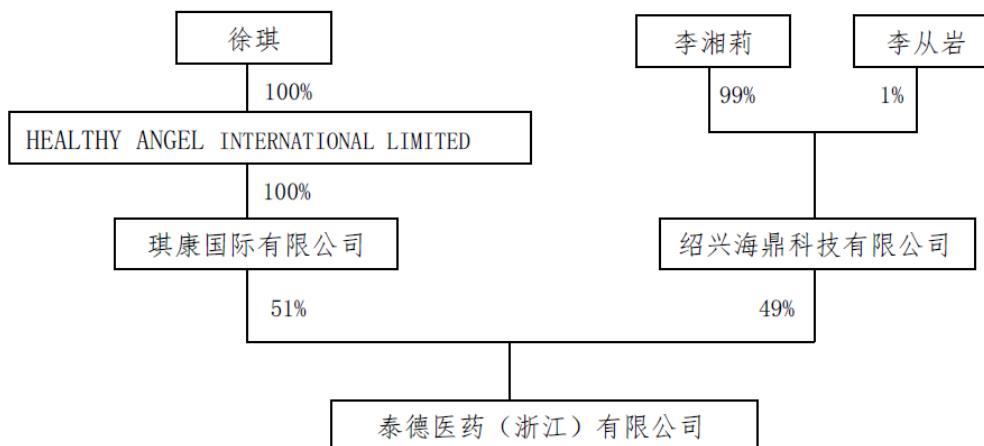 徐琪
李湘莉
李从岩
100%
99%
1%
HEALTHY ANGEL INTERNATIONAL LIMITED
100%
琪康国际有限公司
绍兴海鼎科技有限公司
51%
49%
泰德医药（浙江）有限公司